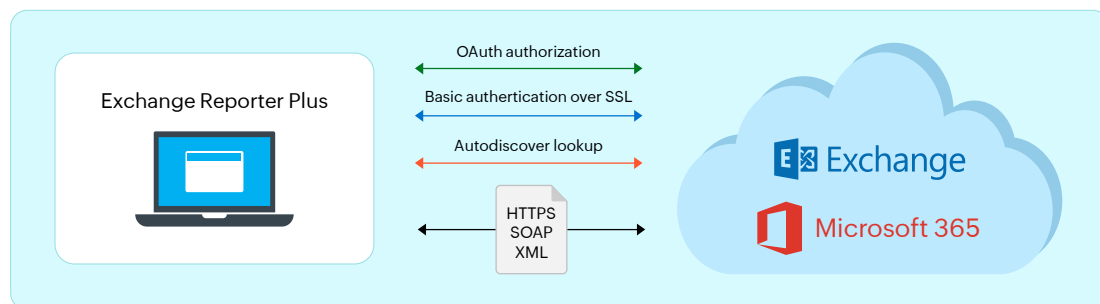 Exchange Reporter Plus
OAuth authorization
Basic authertication over SSL
Autodiscover lookup
HTTPS
SOAP
XML
E Exchange
Microsoft 365